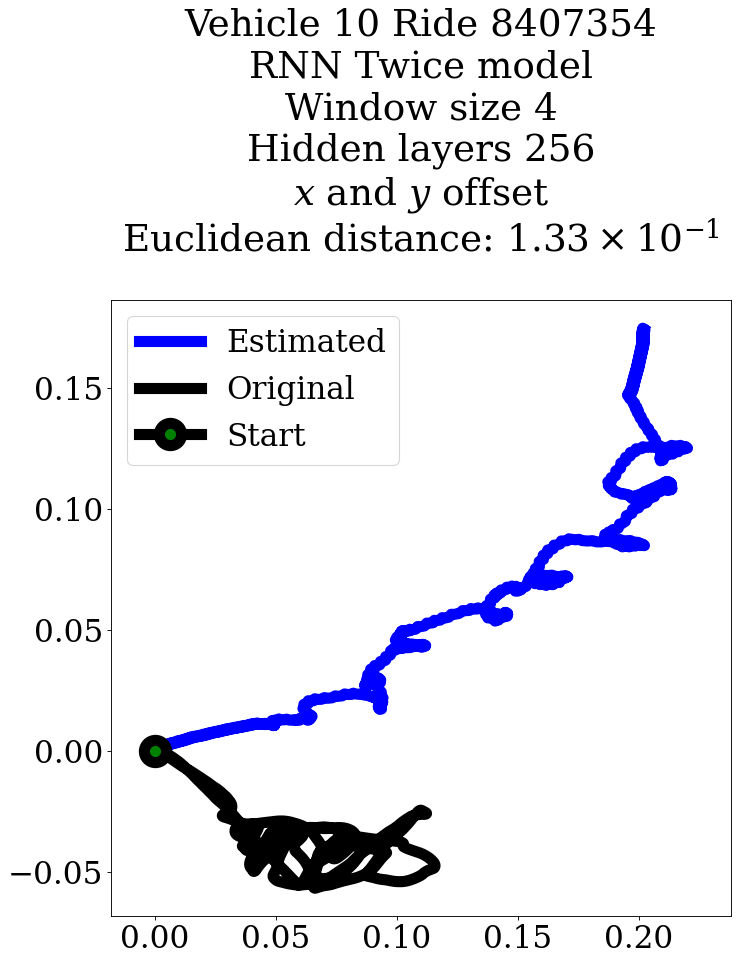 Vehicle 10 Ride 8407354
RNN Twice model
Window size 4
Hidden layers 256
x and y offset
Euclidean distance: 1.33 × 10⁻¹
Estimated
Original
Start
0.15
0.10
0.05
0.00
−0.05
0.00 0.05 0.10 0.15 0.20